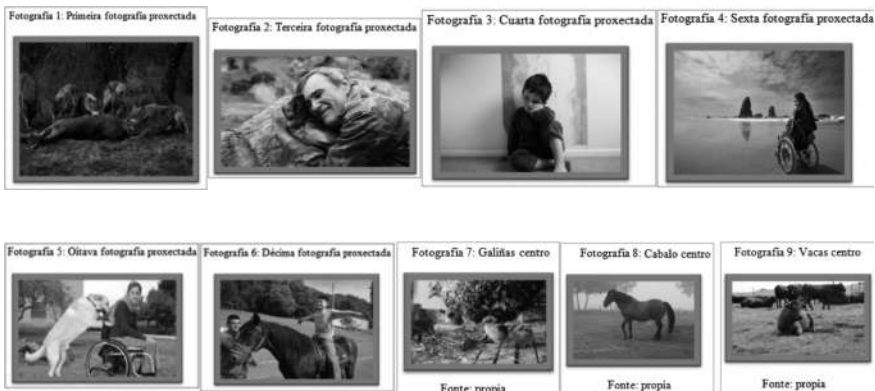 Fotografía 1: Primeira fotografía proxectada
Fotografía 2: Terceira fotografía proxectada
Fotografía 3: Cuarta fotografía proxectada
Fotografía 4: Sexta fotografía proxectada
Fotografía 5: Oitava fotografía proxectada
Fotografía 6: Décima fotografía proxectada
Fotografía 7: Galiñas centro
Fotografía 8: Cabalo centro
Fotografía 9: Vacas centro
Fonte: propia
Fonte: propia
Fonte: propia